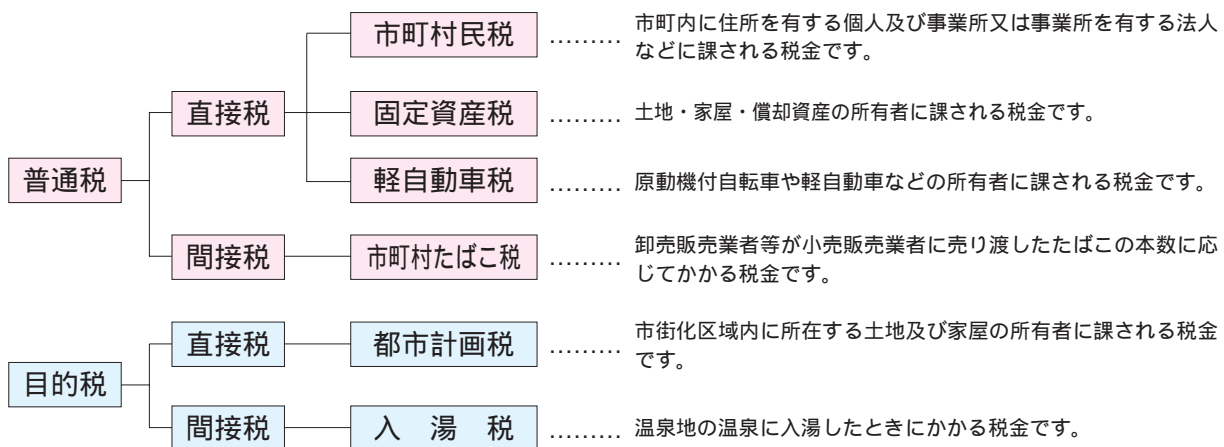 市町村民税 ……… 市町内に住所を有する個人及び事務所又は事業所を有する法人
などに課される税金です。
直接税 固定資産税 ……… 土地・家屋・償却資産の所有者に課される税金です。
普通税 軽自動車税 ……… 原動機付自転車や軽自動車などの所有者に課される税金です。
間接税 市町村たばこ税 ……… 卸売販売業者等が小売販売業者に売り渡したたばこの本数に応
じてかかる税金です。
直接税 都市計画税 ……… 市街化区域内に所在する土地及び家屋の所有者に課される税金
です。
目的税
間接税 入 湯 税 ……… 温泉地の温泉に入湯したときにかかる税金です。